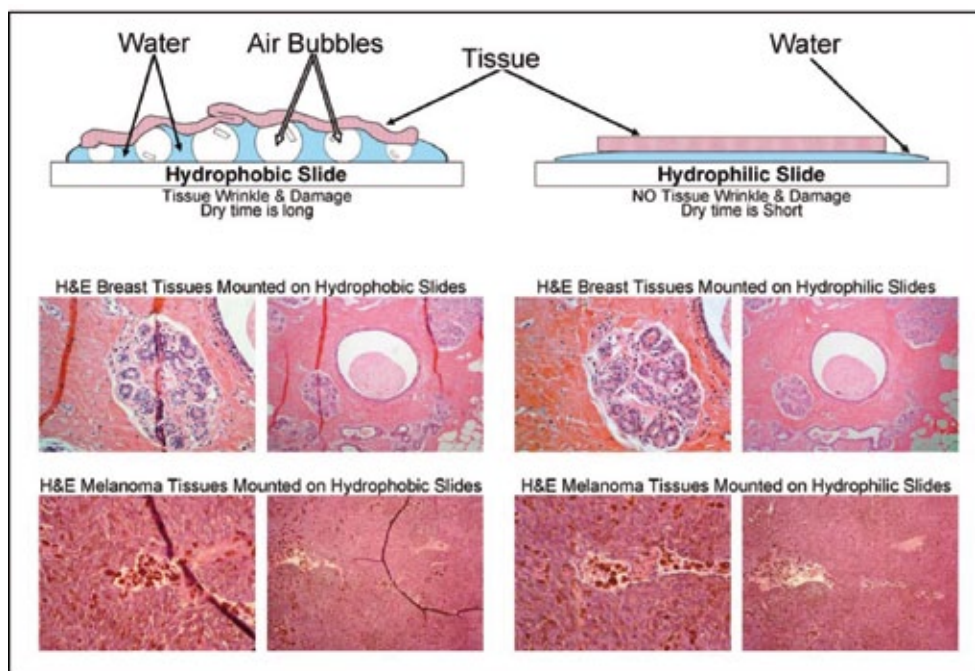 Water
Air Bubbles
Tissue
Water
Hydrophobic Slide
Tissue Wrinkle & Damage
Dry time is long
Hydrophilic Slide
NO Tissue Wrinkle & Damage
Dry time is Short
H&E Breast Tissues Mounted on Hydrophobic Slides
H&E Breast Tissues Mounted on Hydrophilic Slides
H&E Melanoma Tissues Mounted on Hydrophobic Slides
H&E Melanoma Tissues Mounted on Hydrophilic Slides